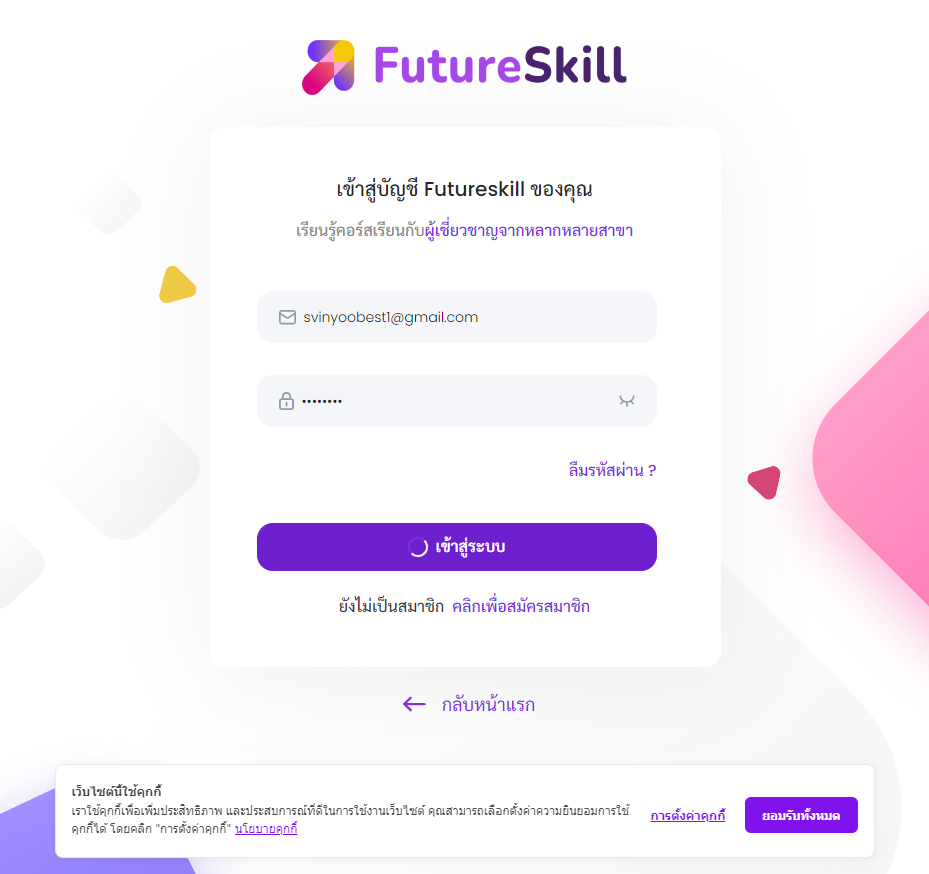 FutureSkill
เข้าสู่บัญชี Futureskill ของคุณ
เรียนรู้คอร์สเรียนกับผู้เชี่ยวชาญจากหลากหลายสาขา
svinyoobest1@gmail.com
••••••••
ลืมรหัสผ่าน ?
เข้าสู่ระบบ
ยังไม่เป็นสมาชิก คลิกเพื่อสมัครสมาชิก
กลับหน้าแรก
เว็บไซต์นี้ใช้คุกกี้
เราใช้คุกกี้เพื่อเพิ่มประสิทธิภาพ และประสบการณ์ที่ดีในการใช้งานเว็บไซต์ คุณสามารถเลือกตั้งค่าความยินยอมการใช้
คุกกี้ได้ โดยคลิก "การตั้งค่าคุกกี้" นโยบายคุกกี้
การตั้งค่าคุกกี้
ยอมรับทั้งหมด